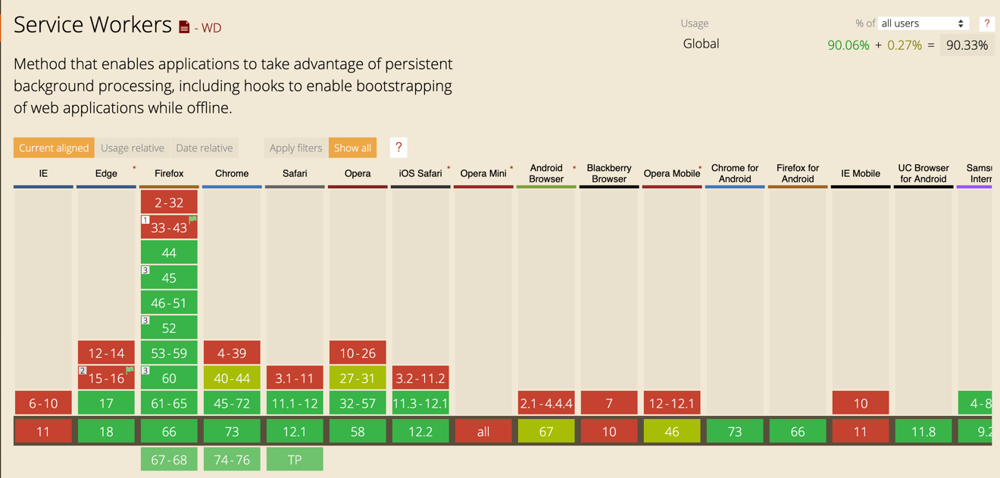 Service Workers - WD
Usage % of all users ?
Global 90.06% + 0.27% = 90.33%
Method that enables applications to take advantage of persistent
background processing, including hooks to enable bootstrapping
of web applications while offline.
Current aligned Usage relative Date relative Apply filters Show all ?
IE Edge * Firefox Chrome Safari Opera iOS Safari * Opera Mini * Android Browser * Blackberry Browser Opera Mobile * Chrome for Android Firefox for Android IE Mobile UC Browser for Android
2-32
1 33-43
44
3 45
46-51
3 52
12-14 53-59 4-39 10-26
2 15-16 3 60 40-44 3.1-11 27-31 3.2-11.2
6-10 17 61-65 45-72 11.1-12 32-57 11.3-12.1 2.1-4.4.4 7 12-12.1 10 4-8
11 18 66 73 12.1 58 12.2 all 67 10 46 73 66 11 11.8 9.2
67-68 74-76 TP